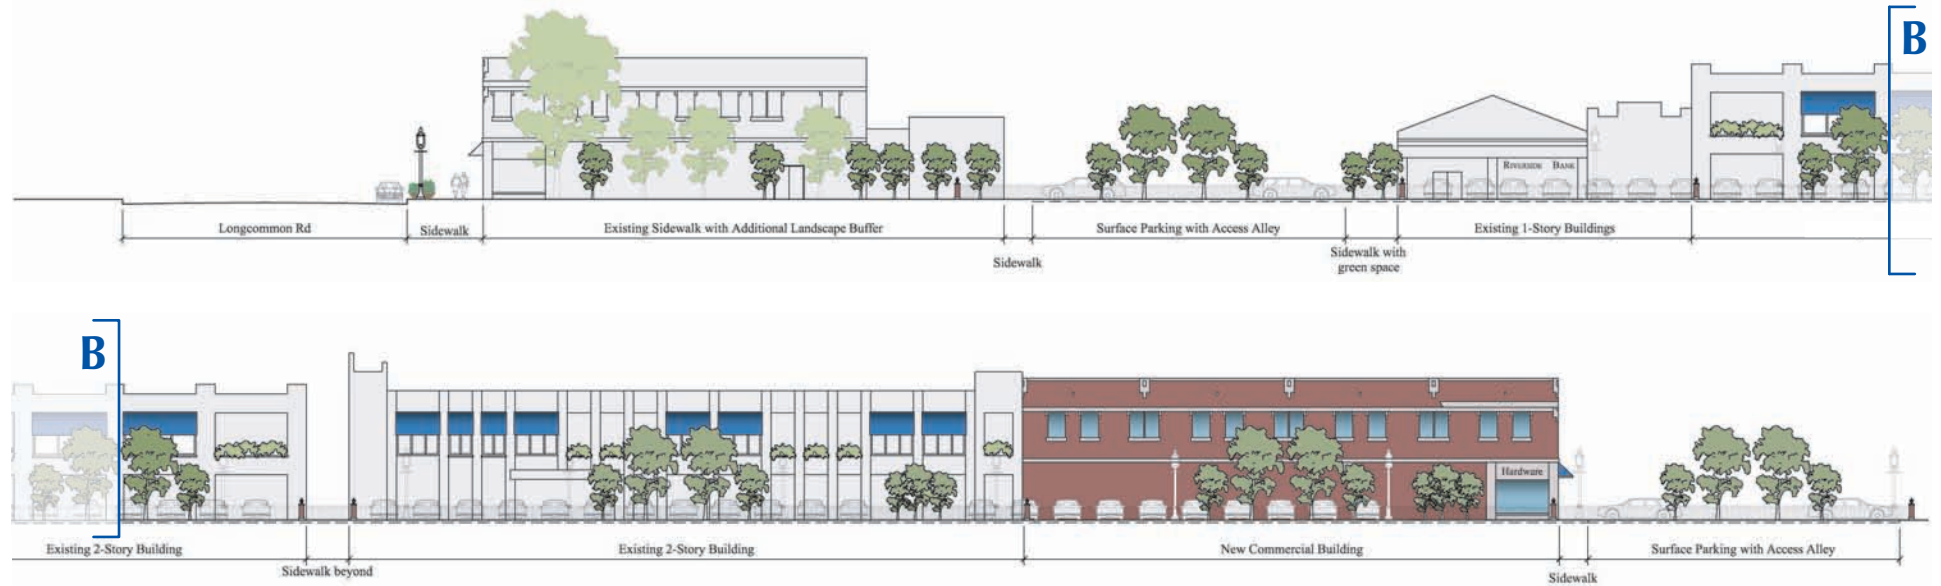 B
RIVERSIDE BANK
Longcommon Rd
Sidewalk
Existing Sidewalk with Additional Landscape Buffer
Surface Parking with Access Alley
Existing 1-Story Buildings
Sidewalk
Sidewalk with
green space
B
Hardware
Existing 2-Story Building
Existing 2-Story Building
New Commercial Building
Surface Parking with Access Alley
Sidewalk beyond
Sidewalk